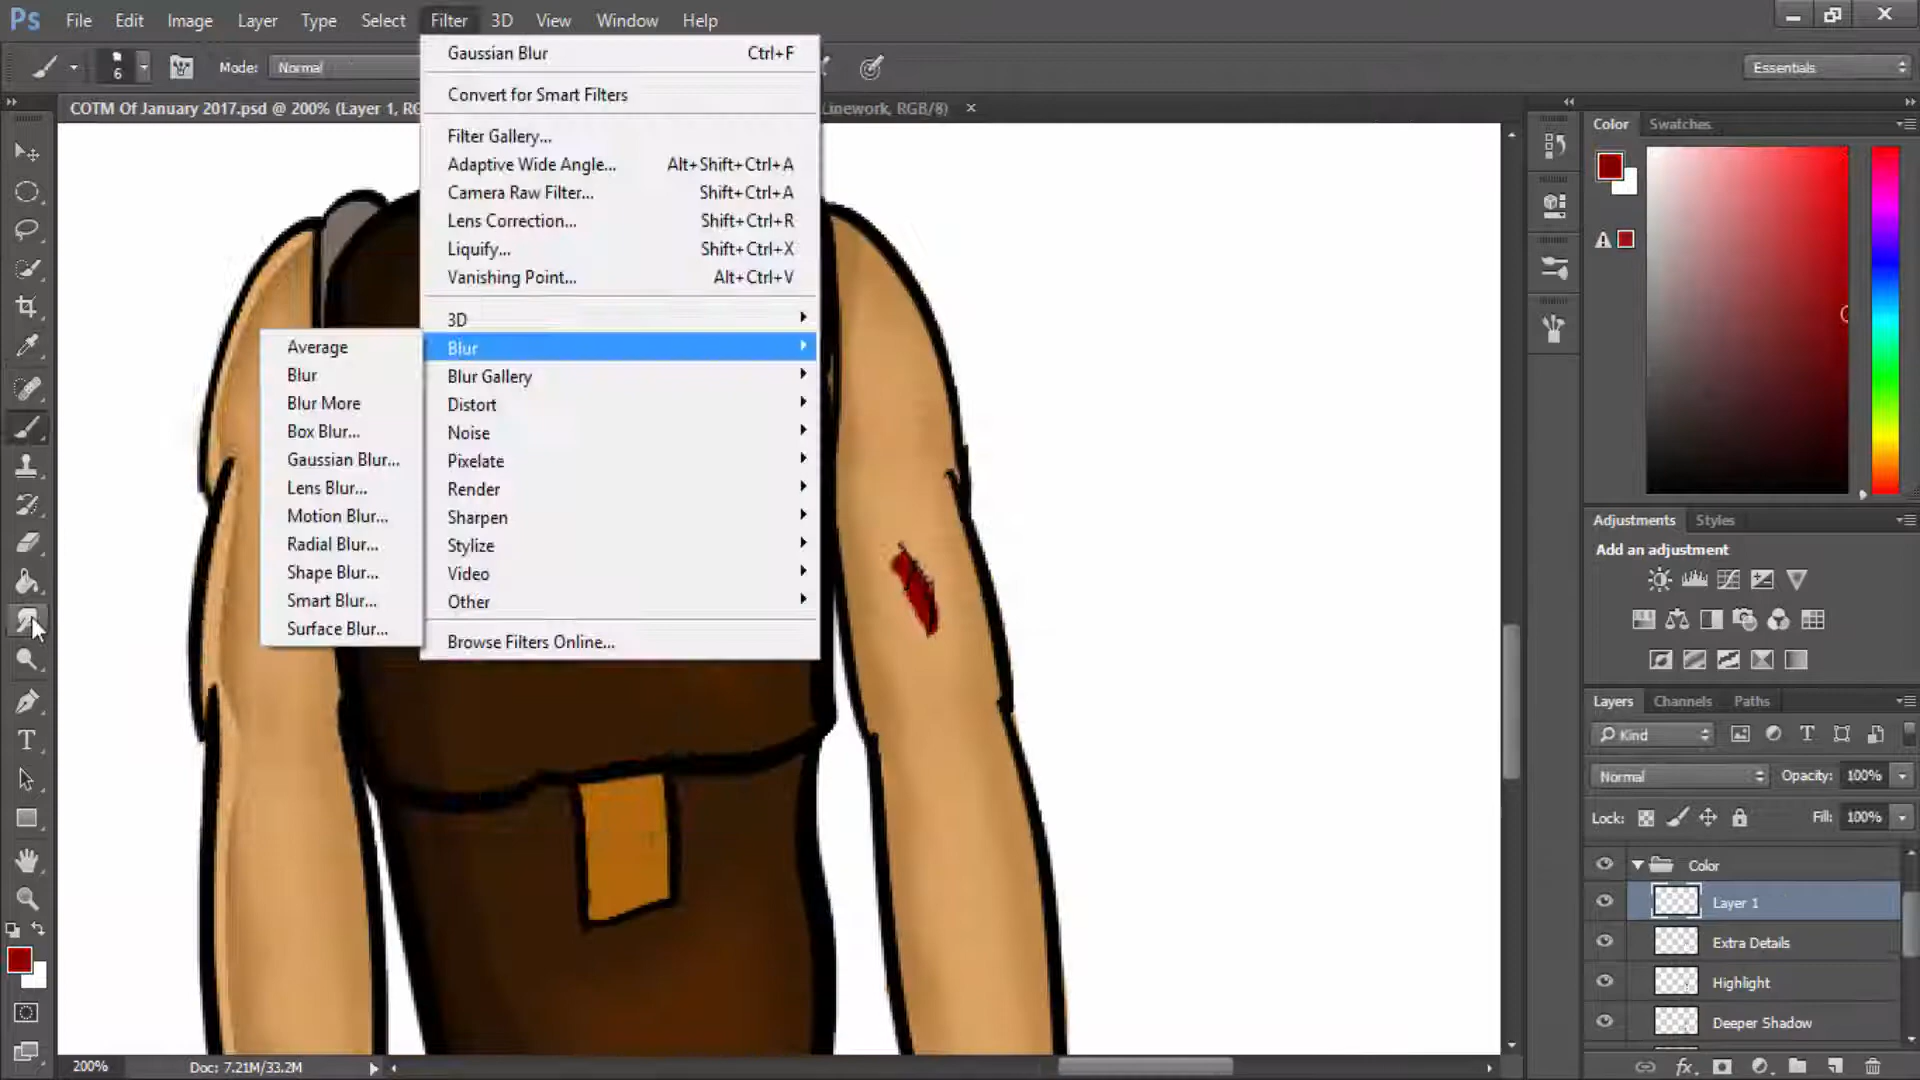 Ps File Edit Image Layer Type Select Filter 3D View Window Help
6 Mode: Normal Essentials
COTM Of January 2017.psd @ 200% (Layer 1, RG
inework, RGB/8) ×
Gaussian Blur Ctrl+F
Convert for Smart Filters
Filter Gallery...
Adaptive Wide Angle... Alt+Shift+Ctrl+A
Camera Raw Filter... Shift+Ctrl+A
Lens Correction... Shift+Ctrl+R
Liquify... Shift+Ctrl+X
Vanishing Point... Alt+Ctrl+V
3D
Blur
Blur Gallery
Distort
Noise
Pixelate
Render
Sharpen
Stylize
Video
Other
Browse Filters Online...
Average
Blur
Blur More
Box Blur...
Gaussian Blur...
Lens Blur...
Motion Blur...
Radial Blur...
Shape Blur...
Smart Blur...
Surface Blur...
Color Swatches
Adjustments Styles
Add an adjustment
Layers Channels Paths
Kind
Normal Opacity: 100%
Lock: Fill: 100%
Color
Layer 1
Extra Details
Highlight
Deeper Shadow
200% Doc: 7.21M/33.2M